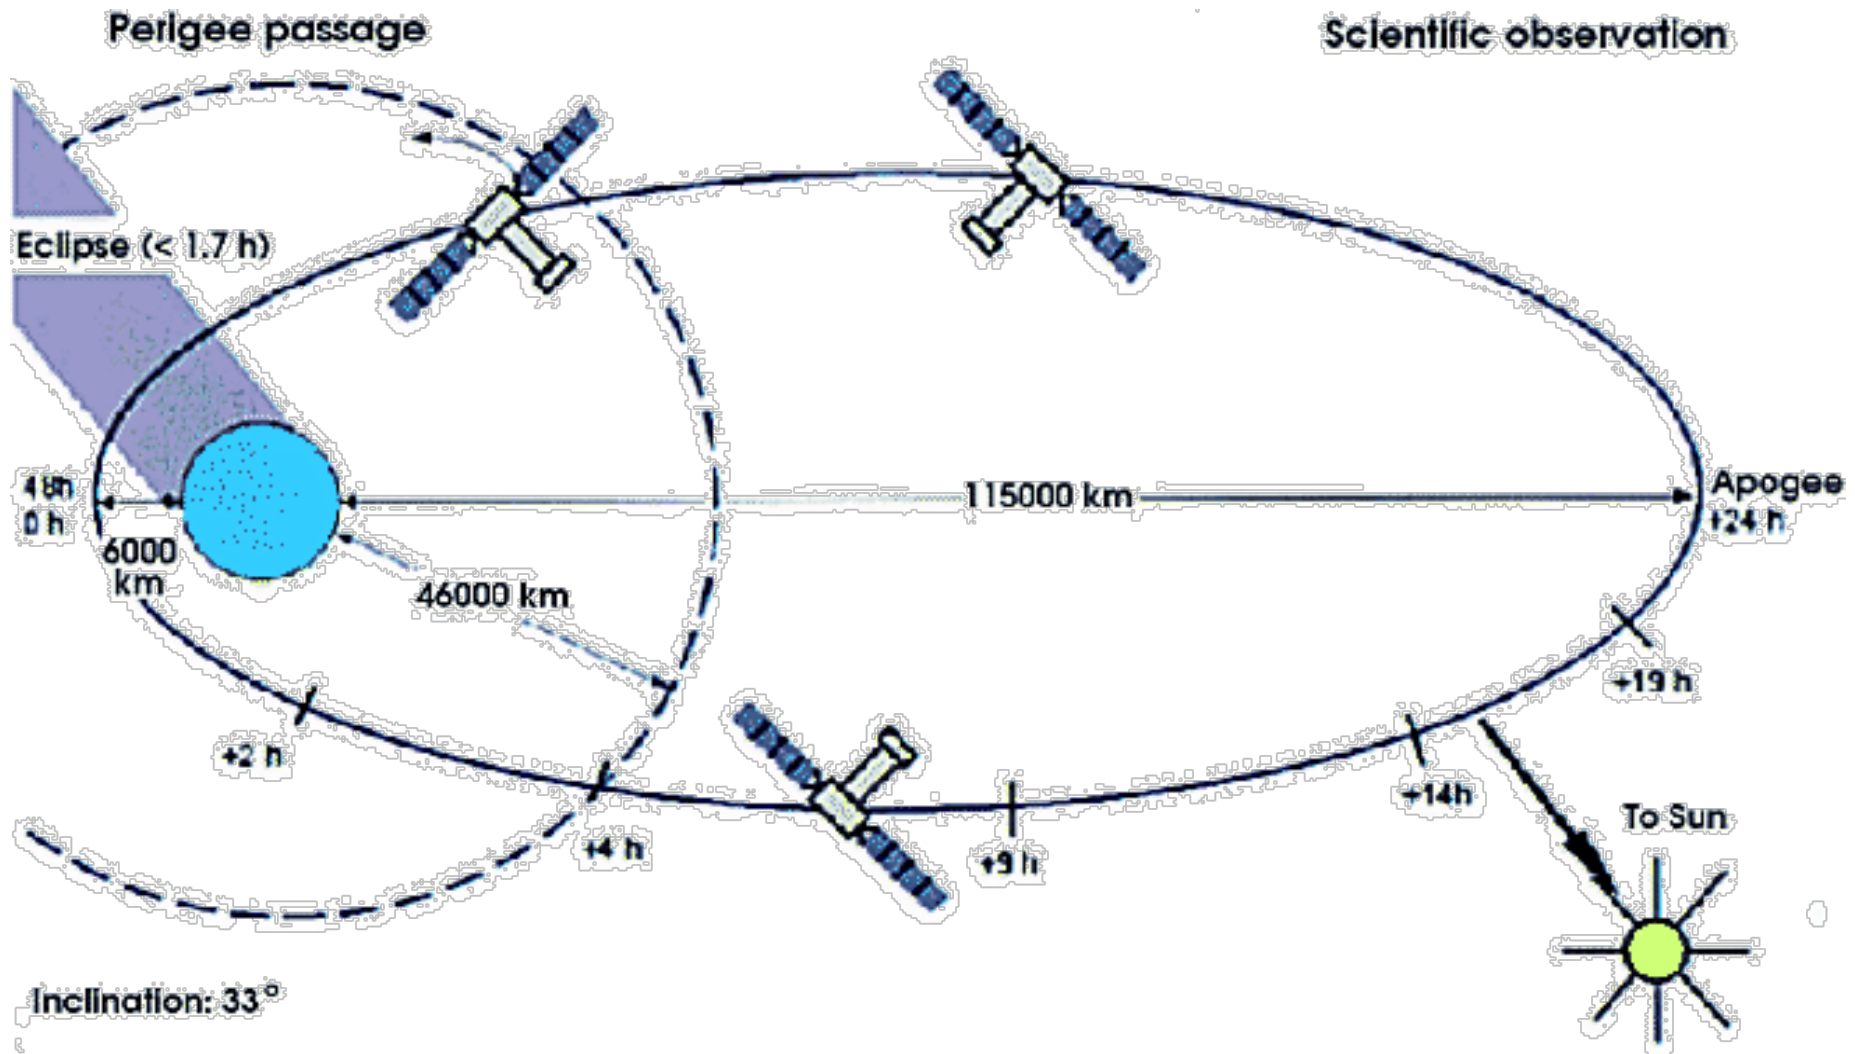 Perigee passage
Scientific observation
Eclipse (< 1.7 h)
48h
0 h
6000
km
115000 km
Apogee
+24 h
46000 km
+19 h
+2 h
+14h
To Sun
+4 h
+9 h
Inclination: 33°